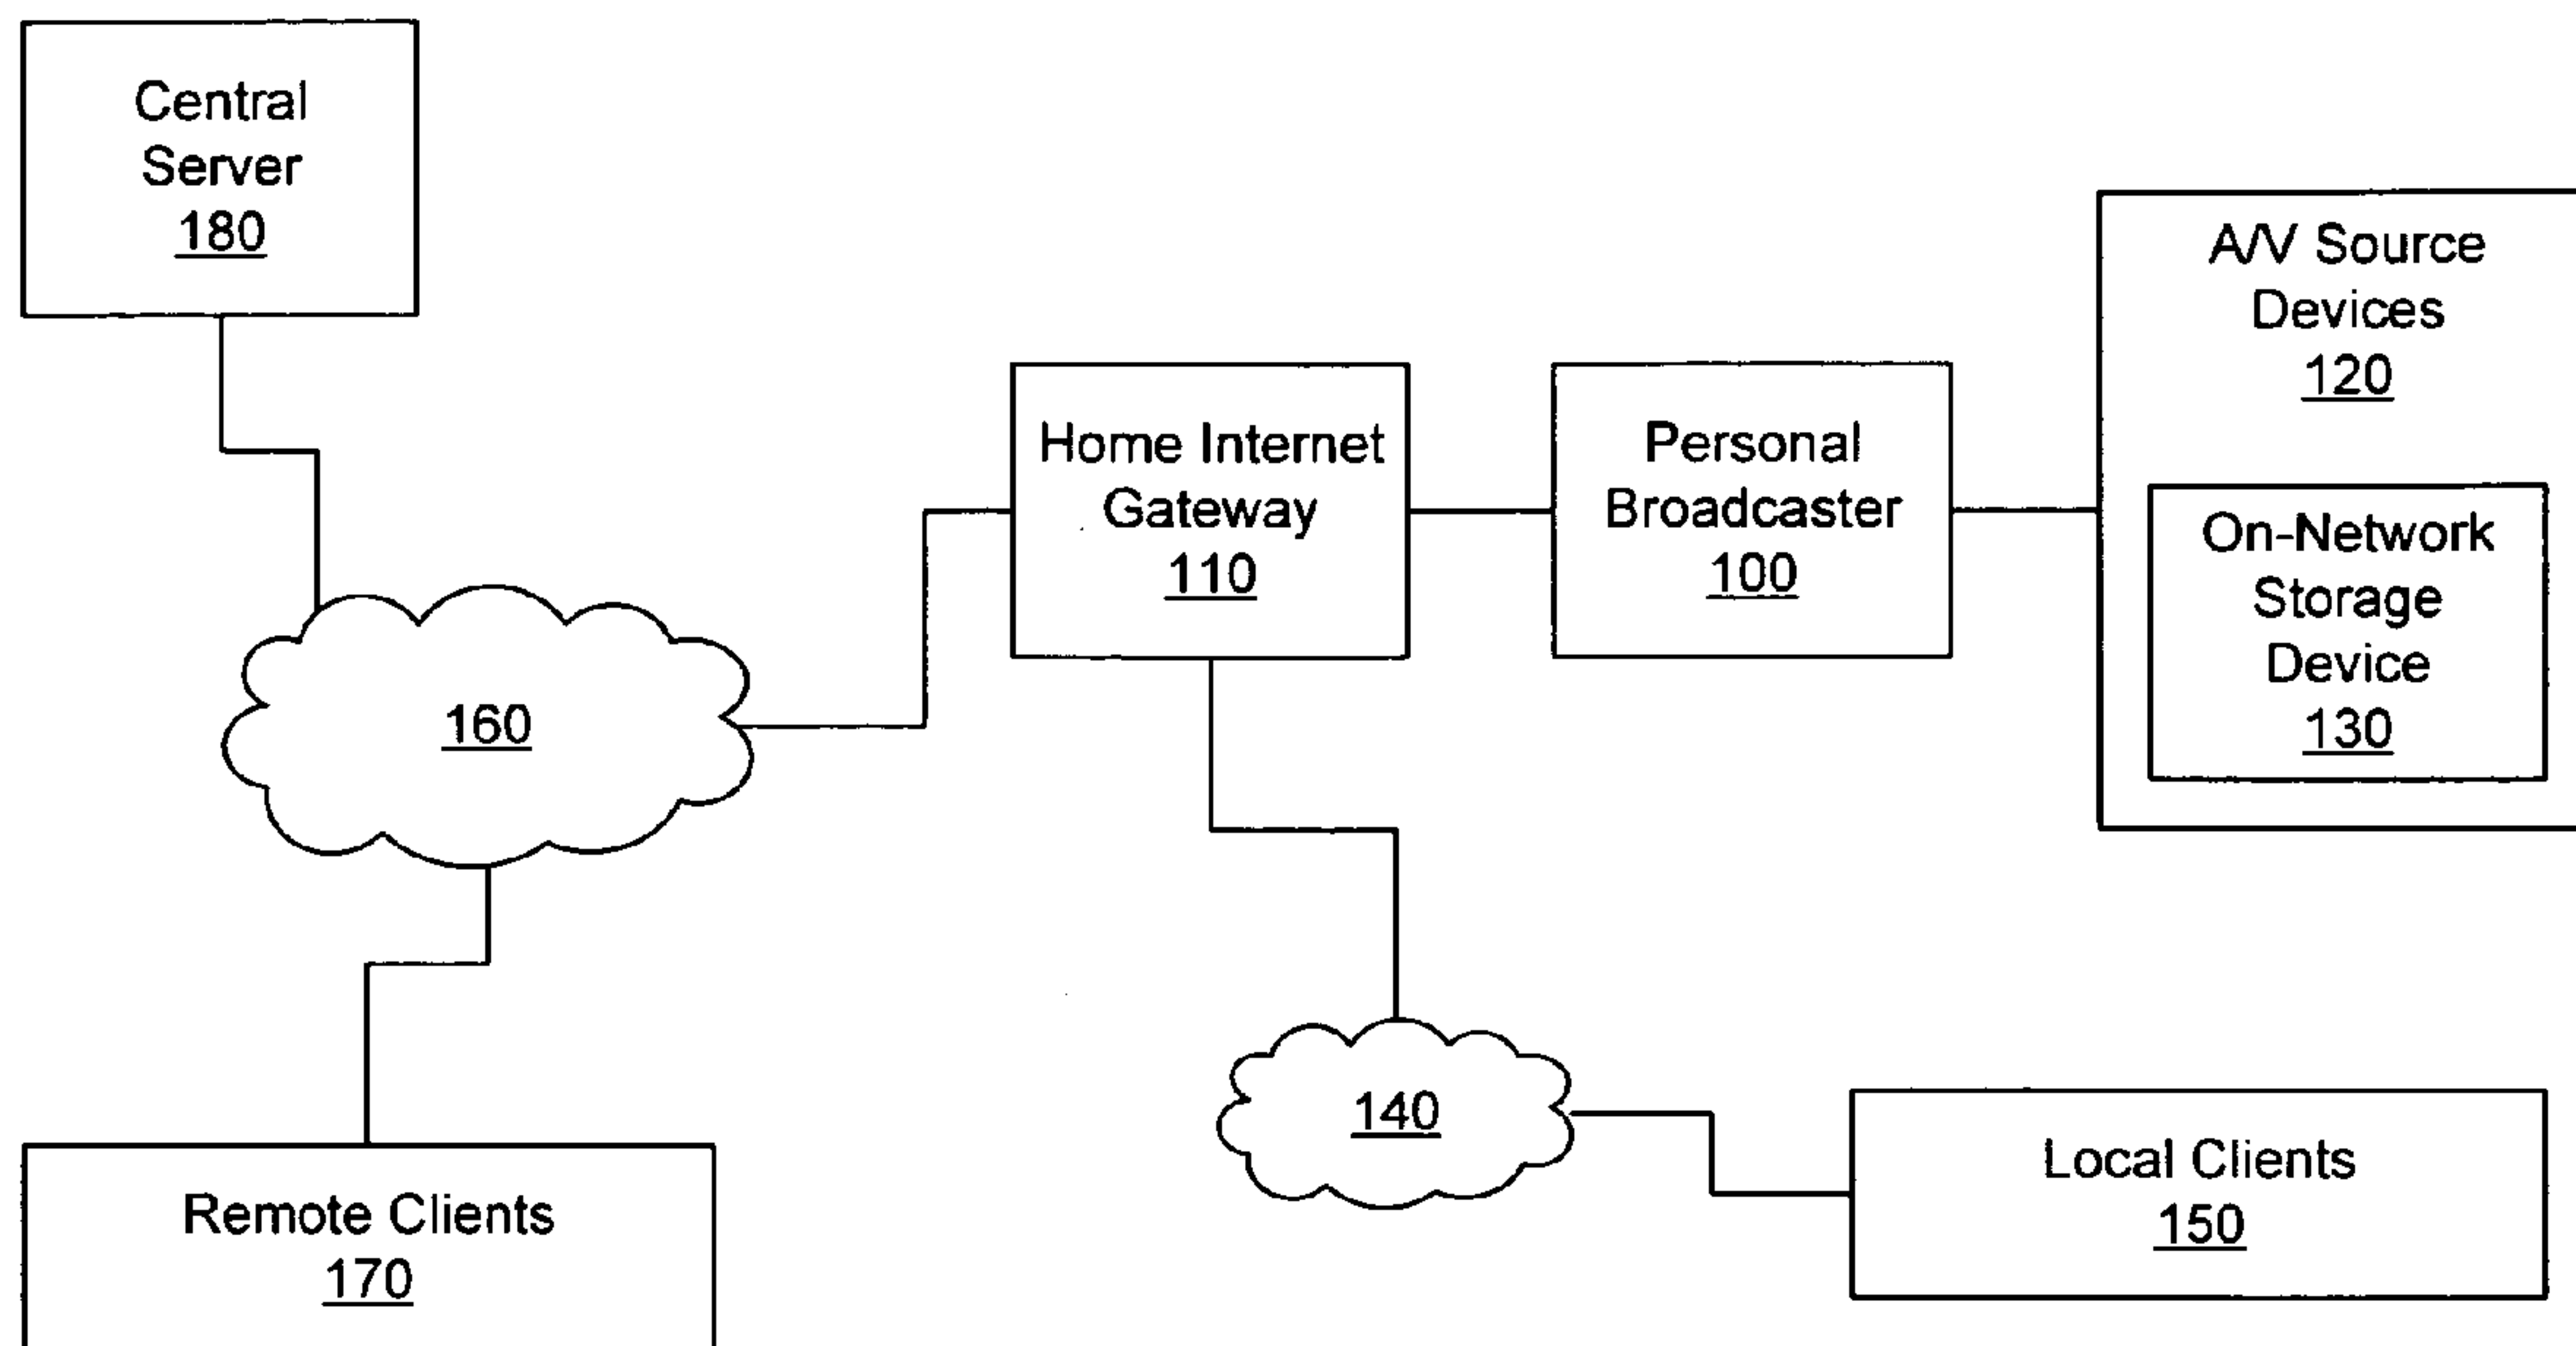 Central
Server
180
A/V Source
Devices
120
Home Internet
Gateway
110
Personal
Broadcaster
100
On-Network
Storage
Device
130
160
140
Local Clients
150
Remote Clients
170